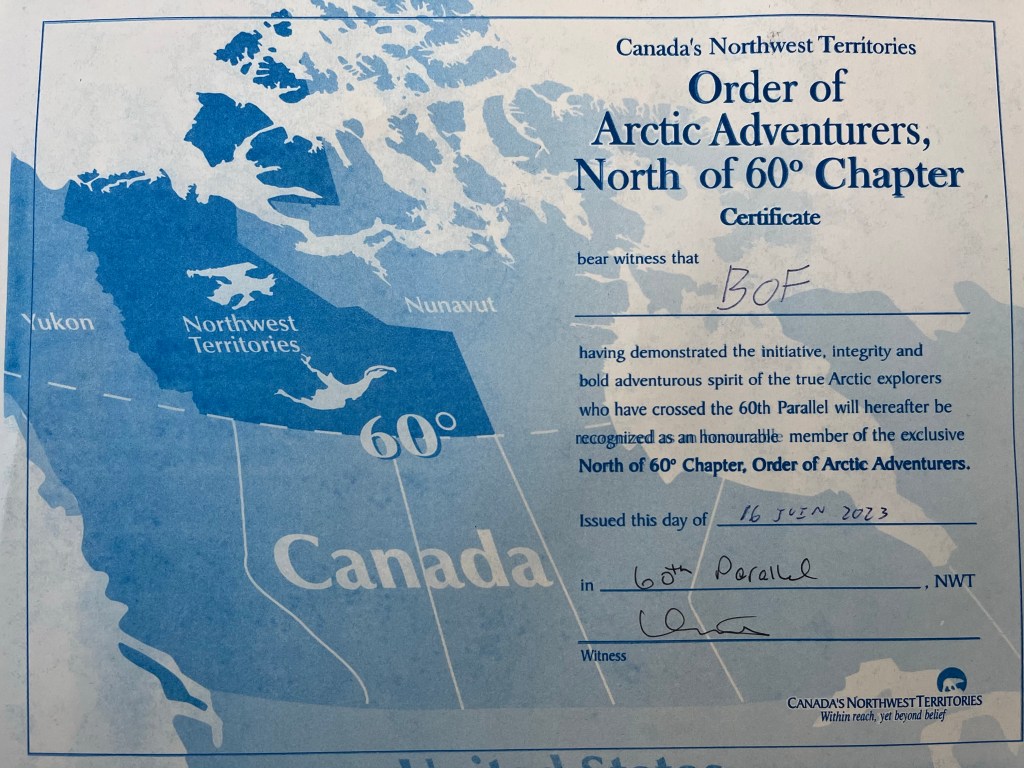 Canada's Northwest Territories
Order of
Arctic Adventurers,
North of 60° Chapter
Certificate
bear witness that
BOF
having demonstrated the initiative, integrity and
bold adventurous spirit of the true Arctic explorers
who have crossed the 60th Parallel will hereafter be
recognized as an honourable member of the exclusive
North of 60° Chapter, Order of Arctic Adventurers.
Issued this day of 16 JUIN 2023
in 60th Parallel, NWT
Witness
CANADA'S NORTHWEST TERRITORIES
Within reach, yet beyond belief
Yukon
Northwest
Territories
Nunavut
60°
Canada
United States